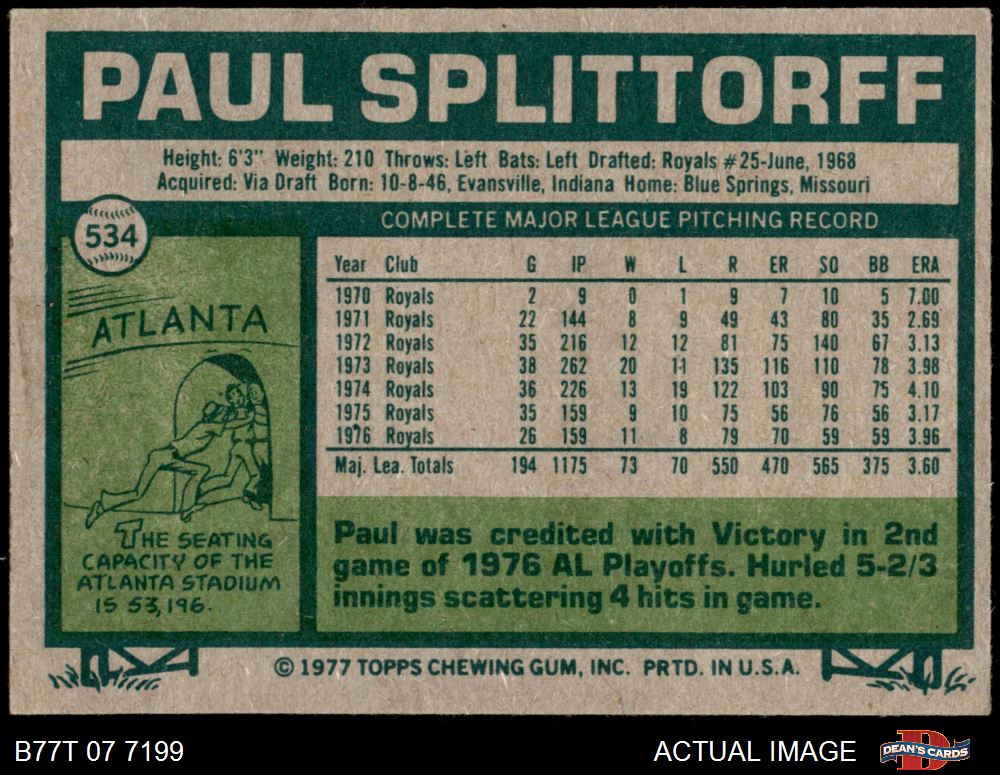 PAUL SPLITTORFF
Height: 6'3" Weight: 210 Throws: Left Bats: Left Drafted: Royals #25-June, 1968
Acquired: Via Draft Born: 10-8-46, Evansville, Indiana Home: Blue Springs, Missouri
534
COMPLETE MAJOR LEAGUE PITCHING RECORD
Year Club G IP W L R ER SO BB ERA
1970 Royals 2 9 0 1 9 7 10 5 7.00
1971 Royals 22 144 8 9 49 43 80 35 2.69
1972 Royals 35 216 12 12 81 75 140 67 3.13
1973 Royals 38 262 20 11 135 116 110 78 3.98
1974 Royals 36 226 13 19 122 103 90 75 4.10
1975 Royals 35 159 9 10 75 56 76 56 3.17
1976 Royals 26 159 11 8 79 70 59 59 3.96
Maj. Lea. Totals 194 1175 73 70 550 470 565 375 3.60
ATLANTA
THE SEATING
CAPACITY OF THE
ATLANTA STADIUM
IS 53,196.
Paul was credited with Victory in 2nd
game of 1976 AL Playoffs. Hurled 5-2/3
innings scattering 4 hits in game.
© 1977 TOPPS CHEWING GUM, INC. PRTD. IN U.S.A.
B77T 07 7199
ACTUAL IMAGE
DEAN'S CARDS